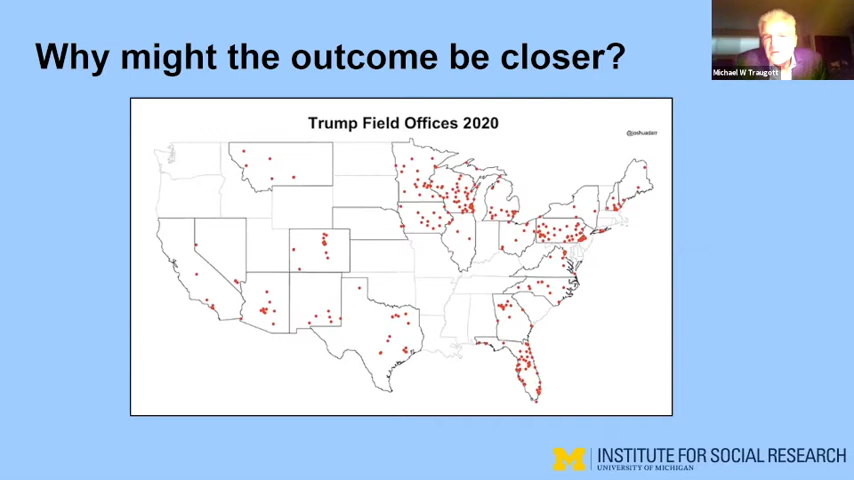 Why might the outcome be closer?
Michael W Traugott
Trump Field Offices 2020
@joshuadarr
M
INSTITUTE FOR SOCIAL RESEARCH
UNIVERSITY OF MICHIGAN